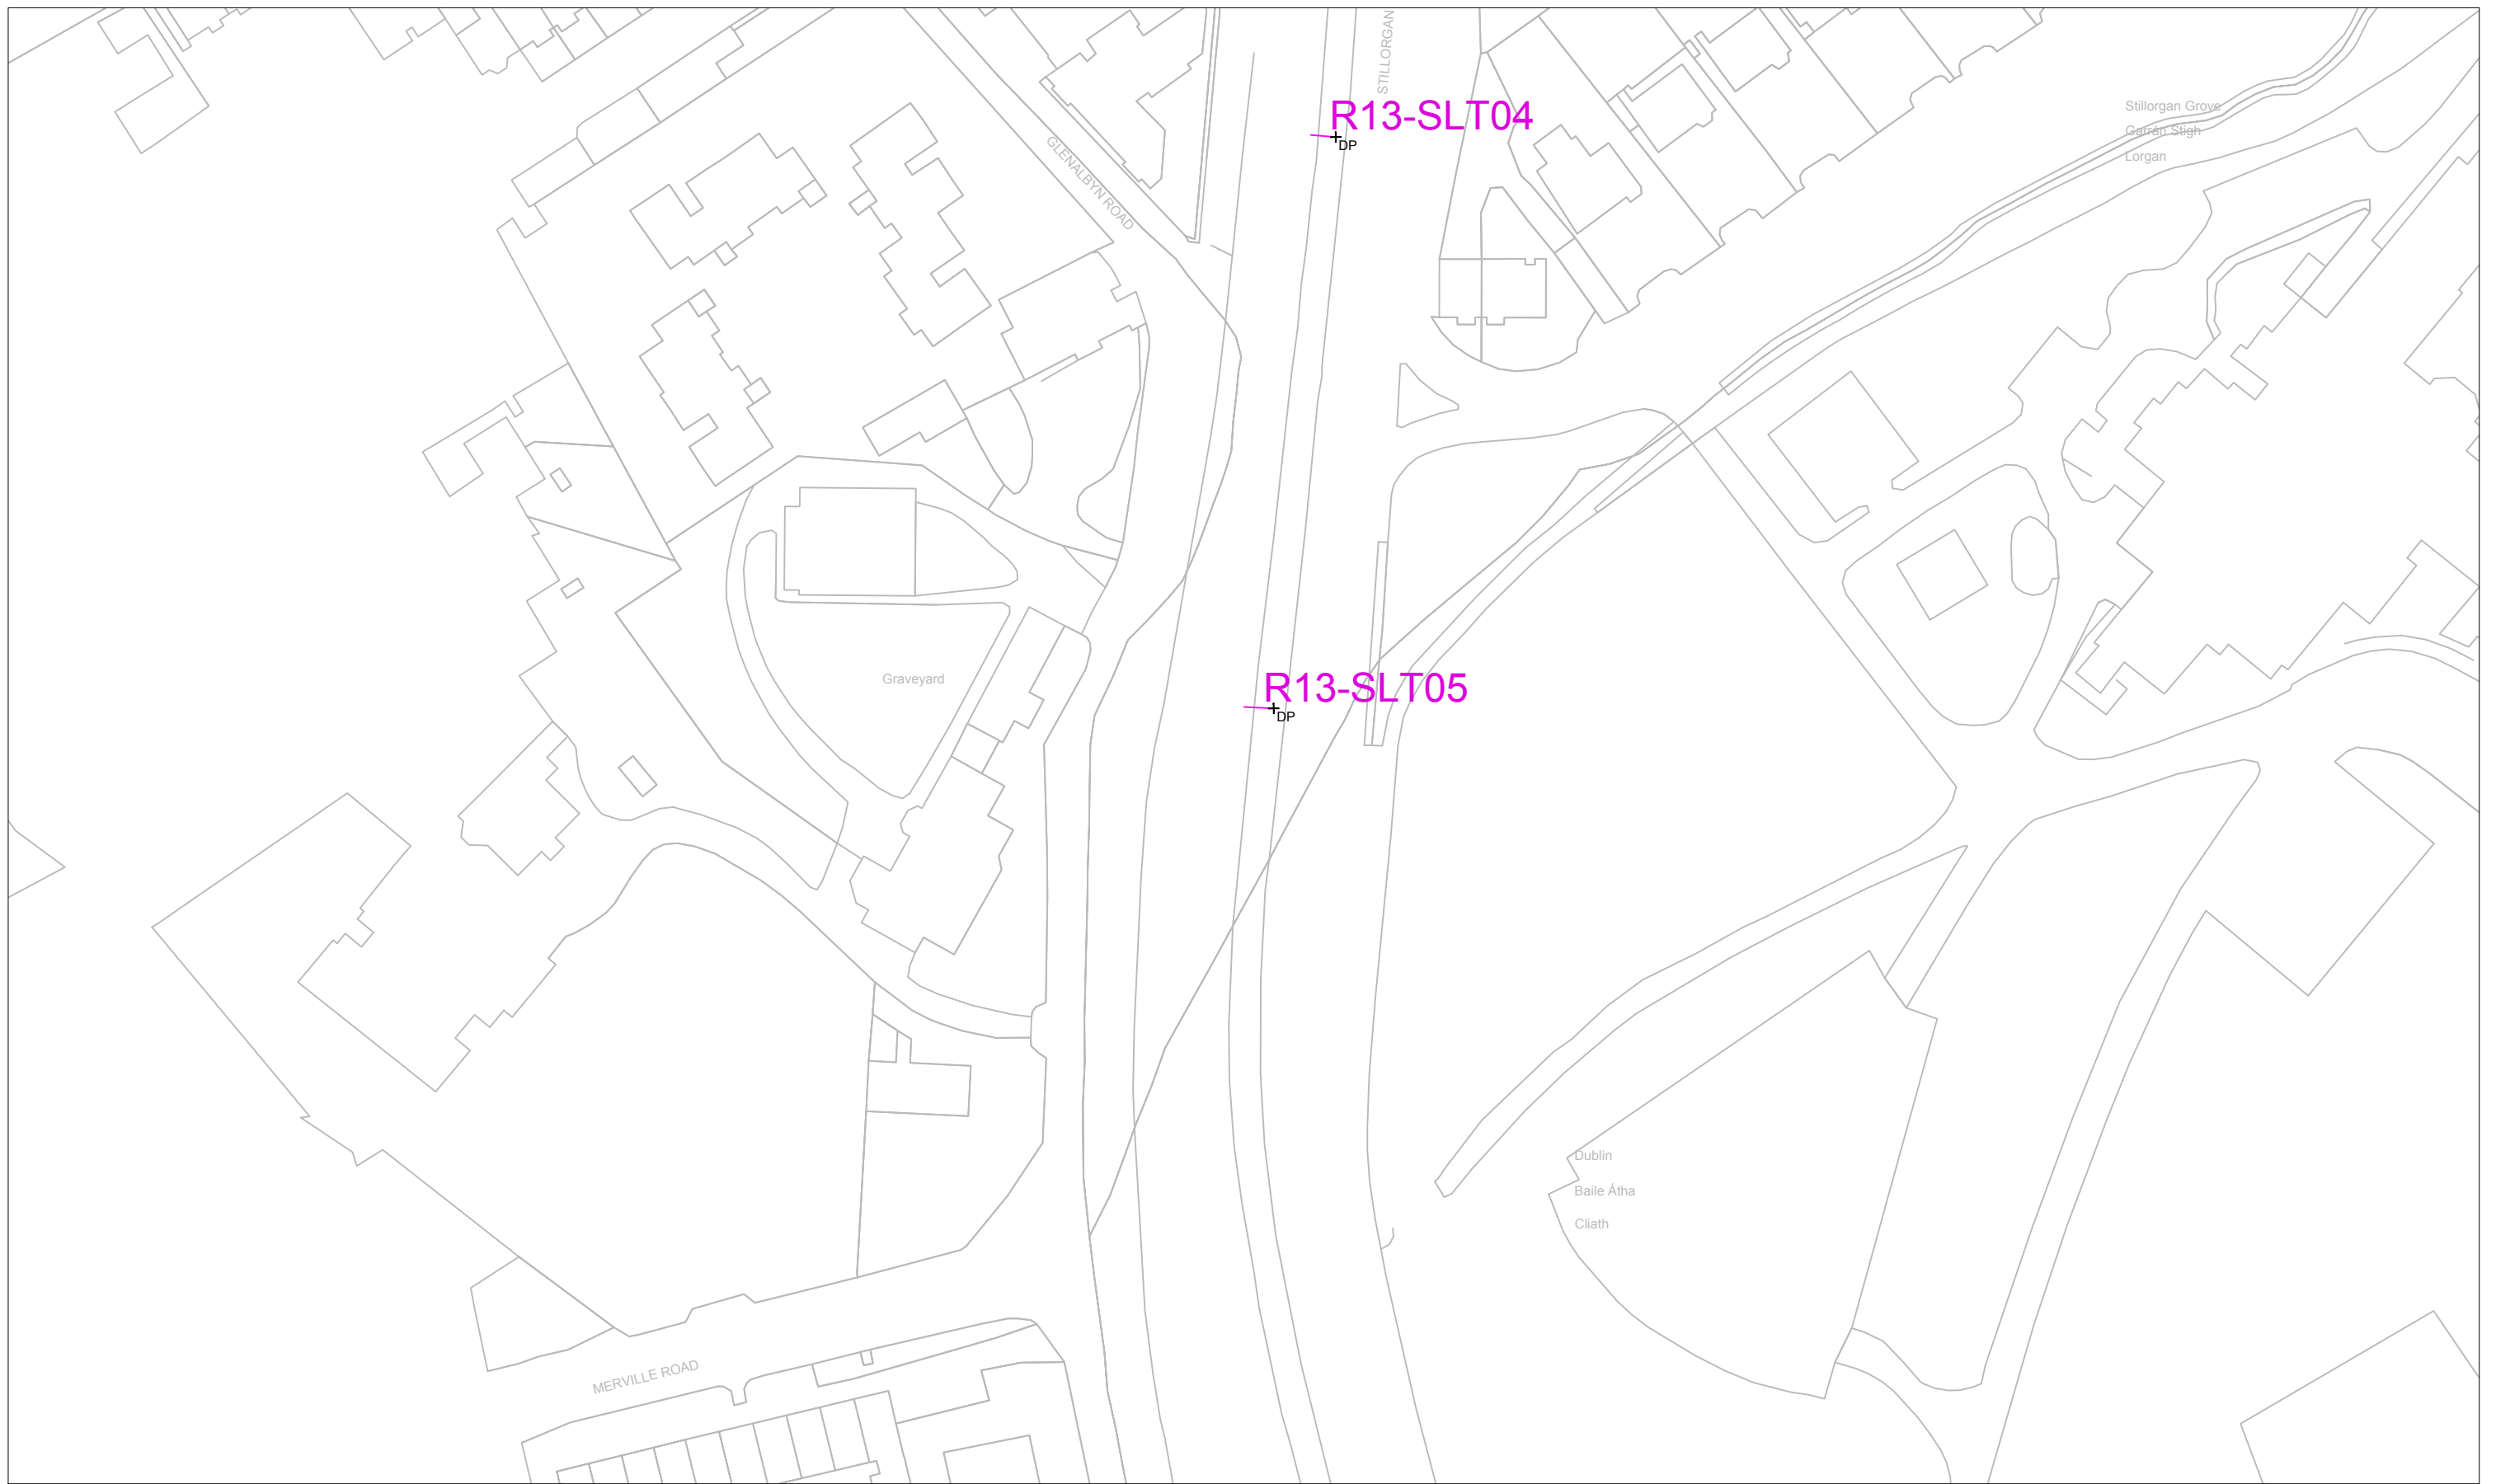 STILLORGAN
R13-SLT04
DP
Stillorgan Grove
Garrán Stigh
Lorgan
GLENALBYN ROAD
Graveyard
R13-SLT05
DP
Dublin
Baile Átha
Cliath
MERVILLE ROAD